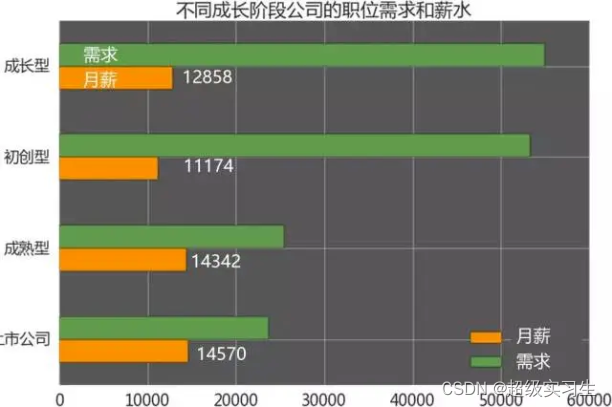 不同成长阶段公司的职位需求和薪水
成长型
需求
月薪
12858
初创型
11174
成熟型
14342
上市公司
14570
月薪
需求
0 10000 20000 30000 40000 50000 60000
CSDN @超级实习生